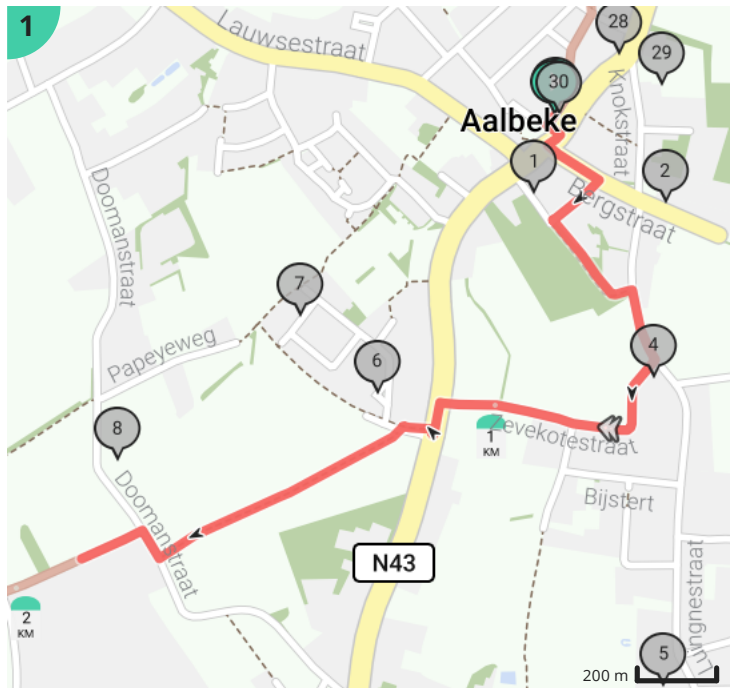 1
Lauwsestraat
28
29
30
Knokstraat
Aalbeke
1
2
Bergstraat
Doomanstraat
7
4
Papeyeweg
6
8
1
KM
Zevekotestraat
Doomanstraat
Bijstert
N43
2
KM
5
200 m